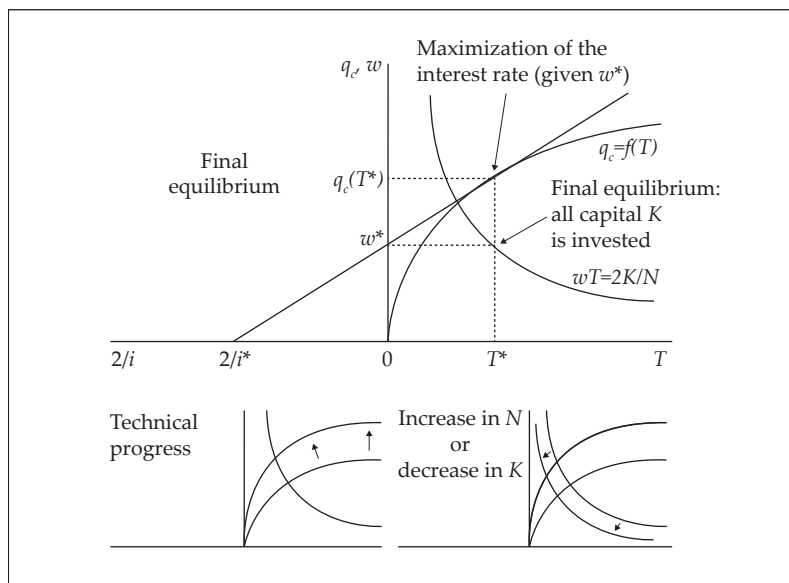 Maximization of the
interest rate (given w*)
q_c, w
q_c=f(T)
Final
equilibrium
q_c(T*)
Final equilibrium:
all capital K
is invested
w*
wT=2K/N
2/i
2/i*
0
T*
T
Technical
progress
Increase in N
or
decrease in K